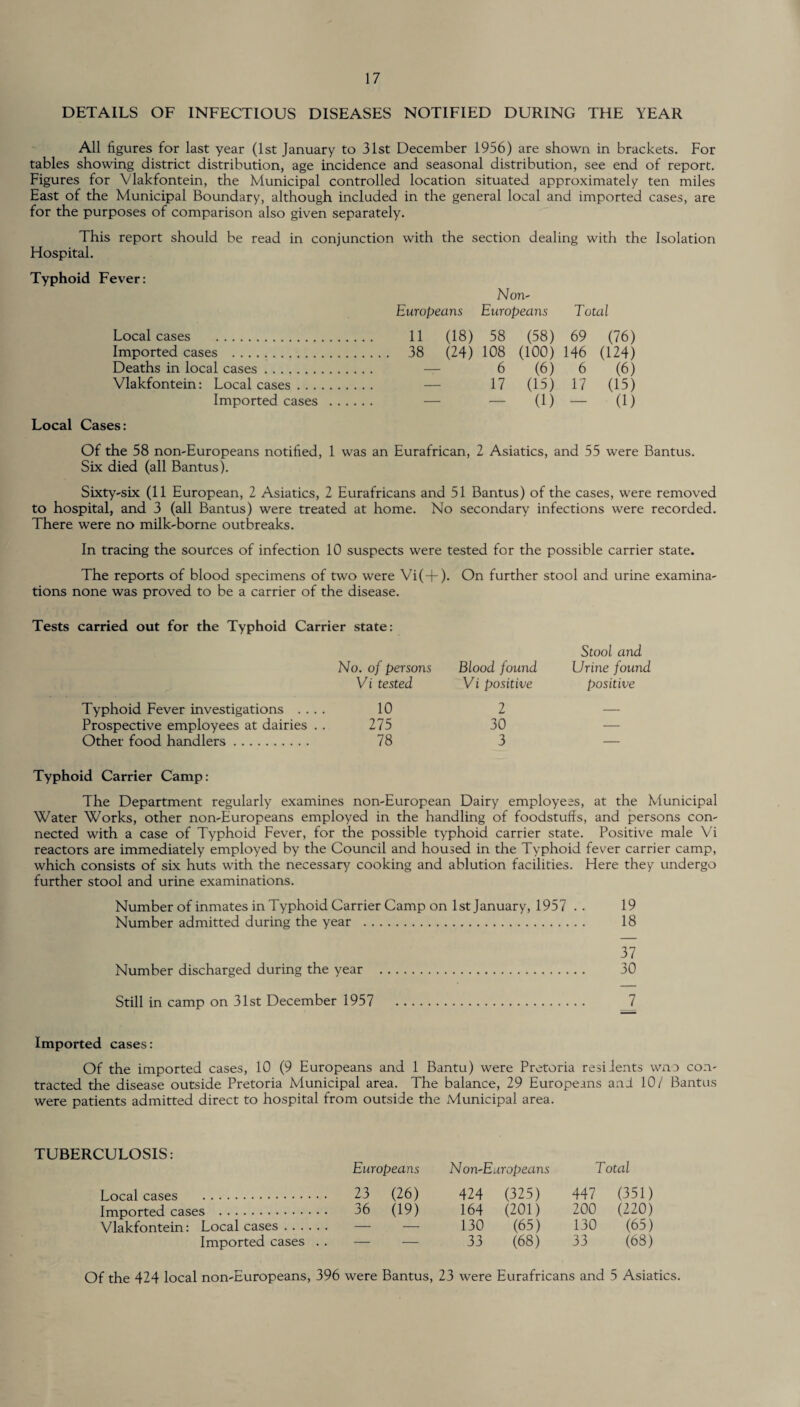 17
DETAILS OF INFECTIOUS DISEASES NOTIFIED DURING THE YEAR
All figures for last year (1st January to 31st December 1956) are shown in brackets. For
tables showing district distribution, age incidence and seasonal distribution, see end of report.
Figures for Vlakfontein, the Municipal controlled location situated approximately ten miles
East of the Municipal Boundary, although included in the general local and imported cases, are
for the purposes of comparison also given separately.
This report should be read in conjunction with the section dealing with the Isolation
Hospital.
Typhoid Fever:
Non-
Europeans Europeans Total
Local cases .................... 11 (18) 58 (58) 69 (76)
Imported cases .................... 38 (24) 108 (100) 146 (124)
Deaths in local cases .............. — 6 (6) 6 (6)
Vlakfontein: Local cases .......... — 17 (15) 17 (15)
Imported cases ...... — — (1) — (1)
Local Cases:
Of the 58 non-Europeans notified, 1 was an Eurafrican, 2 Asiatics, and 55 were Bantus.
Six died (all Bantus).
Sixty-six (11 European, 2 Asiatics, 2 Eurafricans and 51 Bantus) of the cases, were removed
to hospital, and 3 (all Bantus) were treated at home. No secondary infections were recorded.
There were no milk-borne outbreaks.
In tracing the sources of infection 10 suspects were tested for the possible carrier state.
The reports of blood specimens of two were Vi(+). On further stool and urine examina-
tions none was proved to be a carrier of the disease.
Tests carried out for the Typhoid Carrier state:
Stool and
No. of persons Blood found Urine found
Vi tested Vi positive positive
Typhoid Fever investigations .... 10 2 —
Prospective employees at dairies .. 275 30 —
Other food handlers .......... 78 3 —
Typhoid Carrier Camp:
The Department regularly examines non-European Dairy employees, at the Municipal
Water Works, other non-Europeans employed in the handling of foodstuffs, and persons con-
nected with a case of Typhoid Fever, for the possible typhoid carrier state. Positive male Vi
reactors are immediately employed by the Council and housed in the Typhoid fever carrier camp,
which consists of six huts with the necessary cooking and ablution facilities. Here they undergo
further stool and urine examinations.
Number of inmates in Typhoid Carrier Camp on 1st January, 1957 .. 19
Number admitted during the year .......................... 18
37
Number discharged during the year ........................ 30
Still in camp on 31st December 1957 ...................... 7
Imported cases:
Of the imported cases, 10 (9 Europeans and 1 Bantu) were Pretoria residents who con-
tracted the disease outside Pretoria Municipal area. The balance, 29 Europeans and 107 Bantus
were patients admitted direct to hospital from outside the Municipal area.
TUBERCULOSIS:
Europeans Non-Europeans Total
Local cases ................ 23 (26) 424 (325) 447 (351)
Imported cases .............. 36 (19) 164 (201) 200 (220)
Vlakfontein: Local cases ...... — — 130 (65) 130 (65)
Imported cases .. — — 33 (68) 33 (68)
Of the 424 local non-Europeans, 396 were Bantus, 23 were Eurafricans and 5 Asiatics.